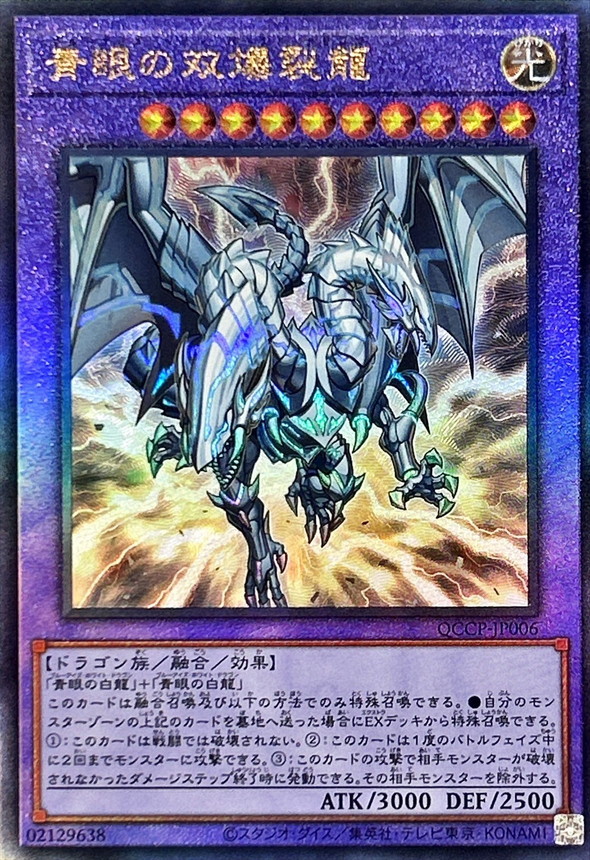 青眼の双爆裂龍
光
QCCP-JP006
【ドラゴン族／融合／効果】
「青眼の白龍」＋「青眼の白龍」
このカードは融合召喚及び以下の方法でのみ特殊召喚できる。●自分のモン
スターゾーンの上記のカードを墓地へ送った場合にEXデッキから特殊召喚できる。
①：このカードは戦闘では破壊されない。②：このカードは１度のバトルフェイズ中
に２回までモンスターに攻撃できる。③：このカードの攻撃で相手モンスターが破壊
されなかったダメージステップ終了時に発動できる。その相手モンスターを除外する。
ATK/3000 DEF/2500
02129638 ©スタジオ・ダイス／集英社・テレビ東京・KONAMI